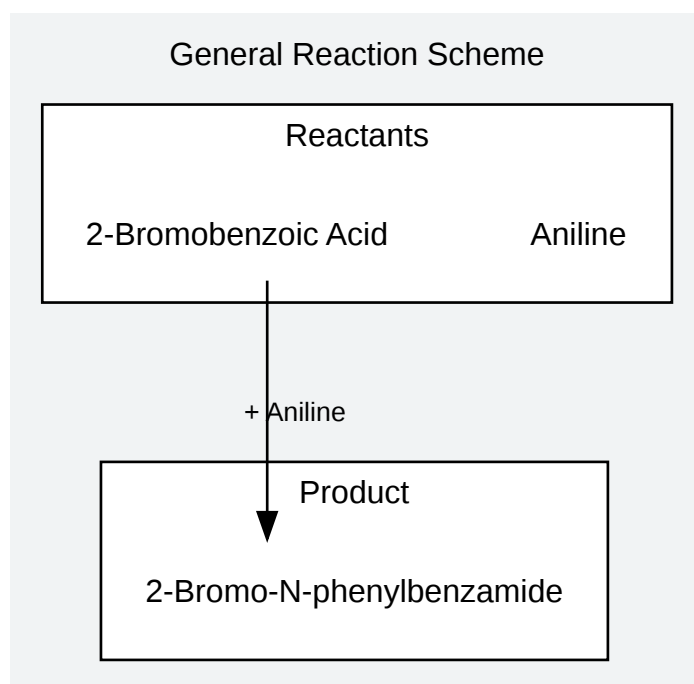 General Reaction Scheme
Reactants
2-Bromobenzoic Acid
Aniline
+ Aniline
Product
2-Bromo-N-phenylbenzamide